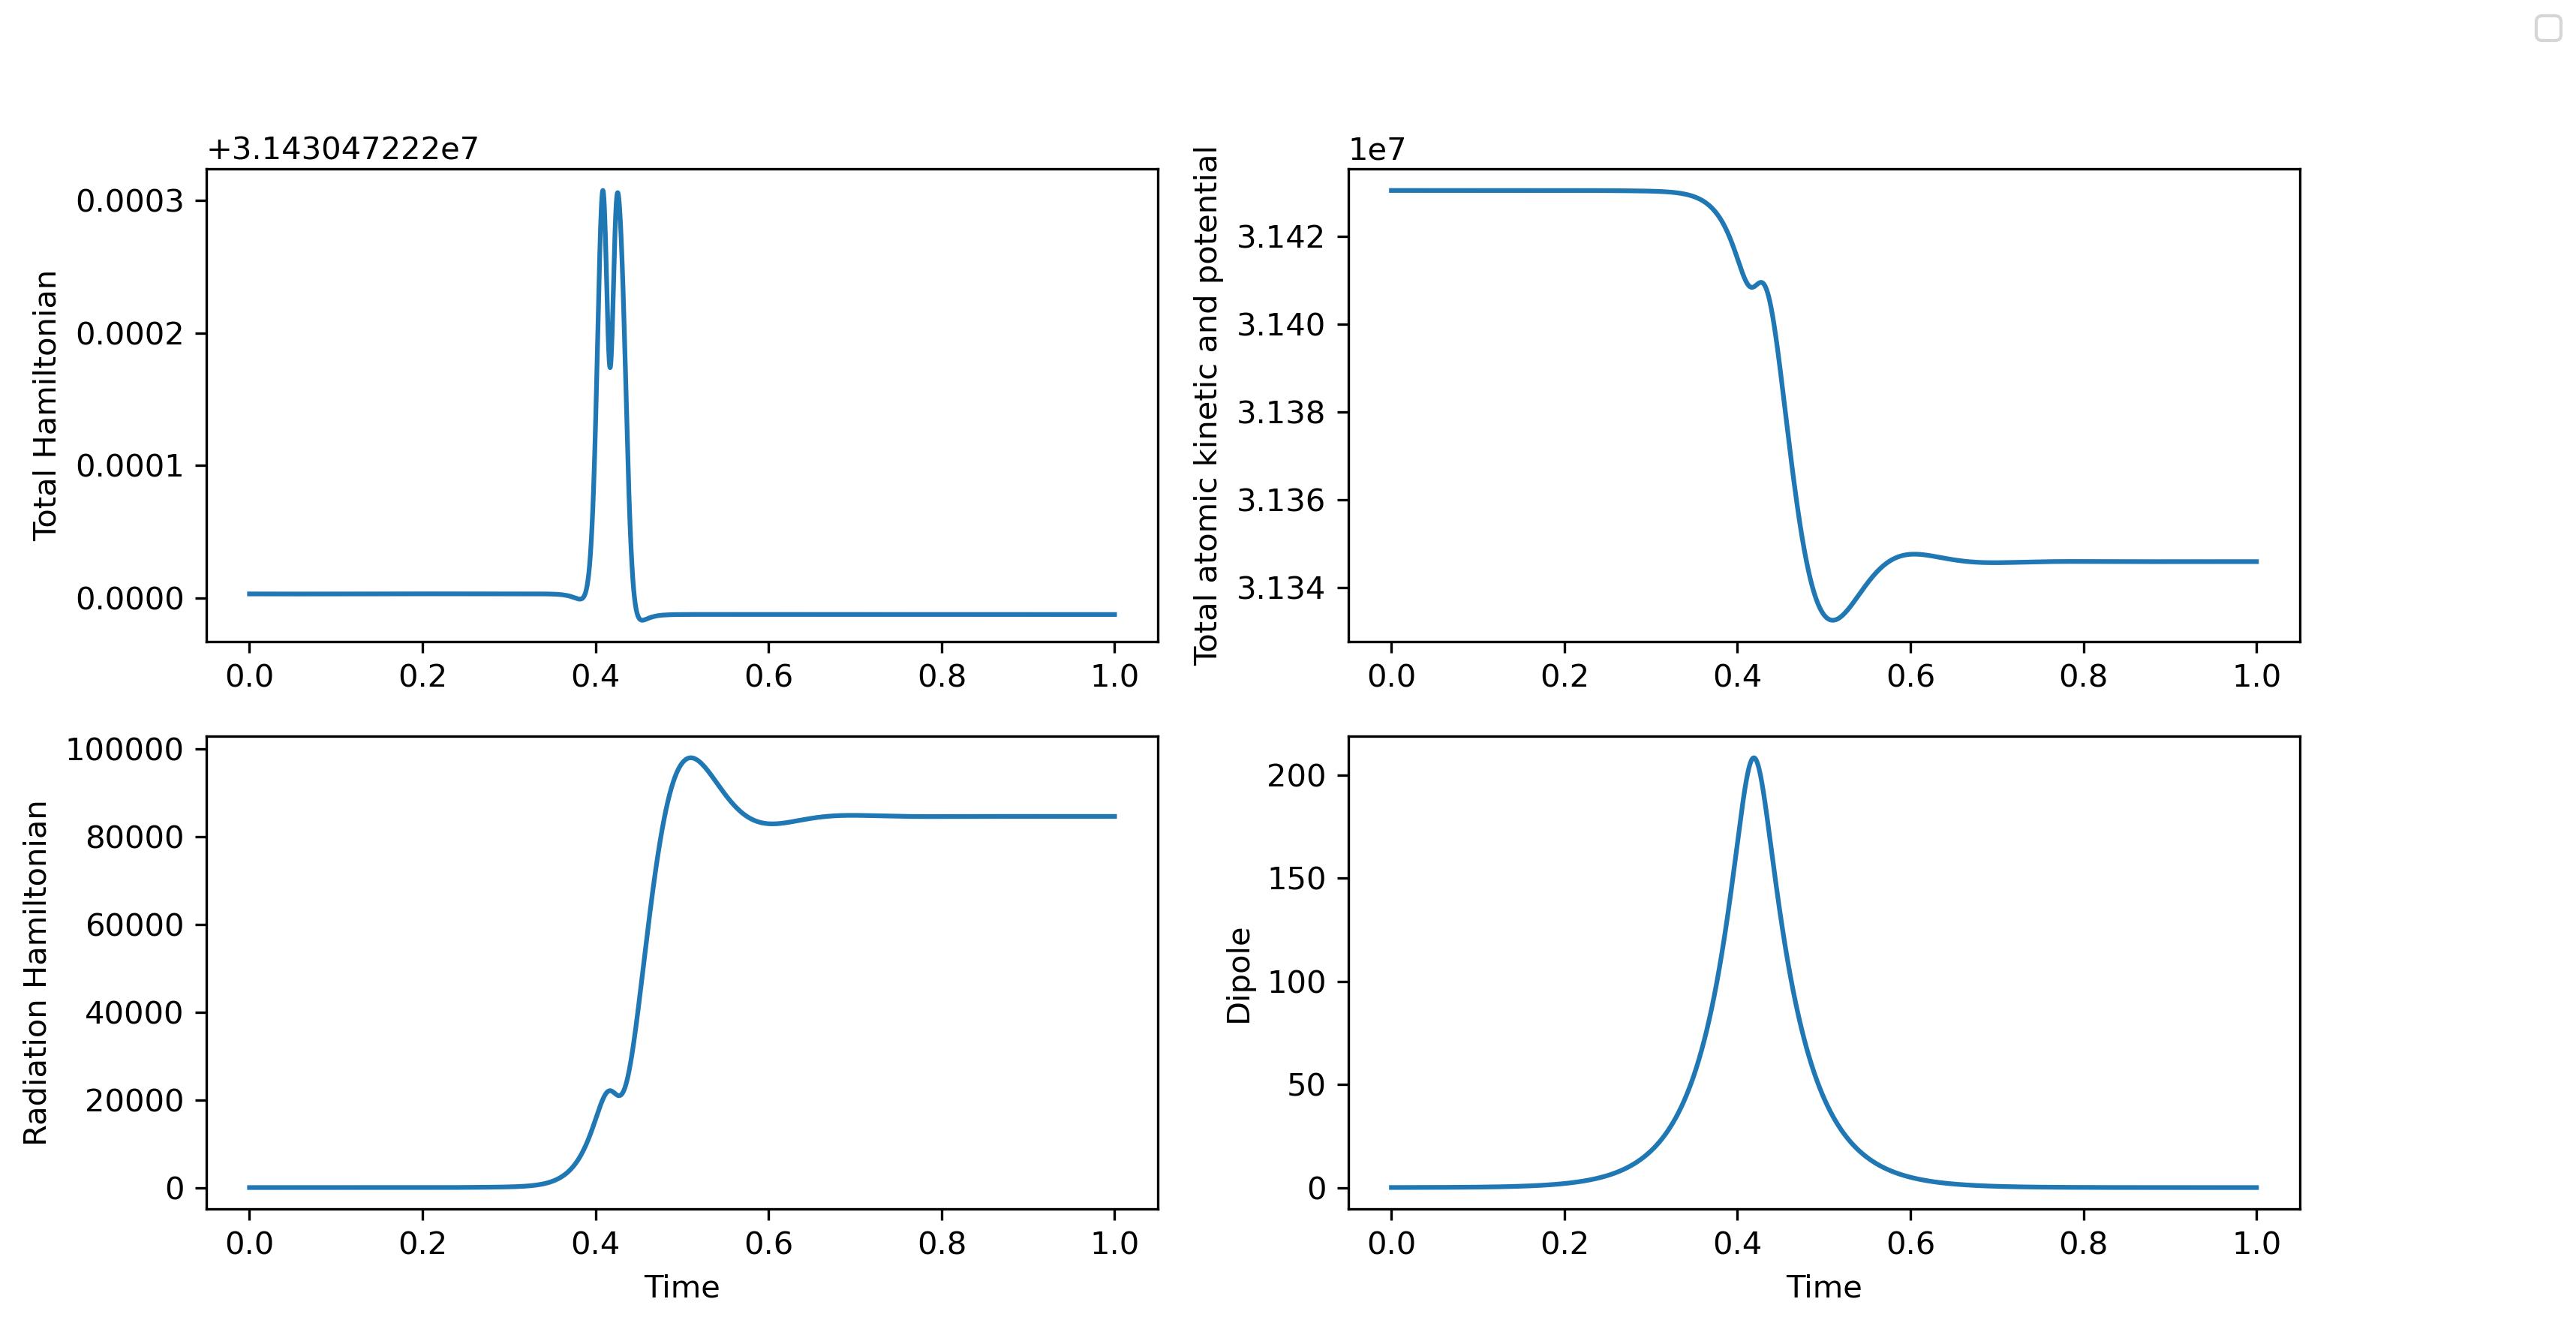 +3.143047222e7
Total Hamiltonian
0.0003
0.0002
0.0001
0.0000
0.0 0.2 0.4 0.6 0.8 1.0
1e7
Total atomic kinetic and potential
3.142
3.140
3.138
3.136
3.134
0.0 0.2 0.4 0.6 0.8 1.0
Radiation Hamiltonian
100000
80000
60000
40000
20000
0
0.0 0.2 0.4 0.6 0.8 1.0
Time
Dipole
200
150
100
50
0
0.0 0.2 0.4 0.6 0.8 1.0
Time